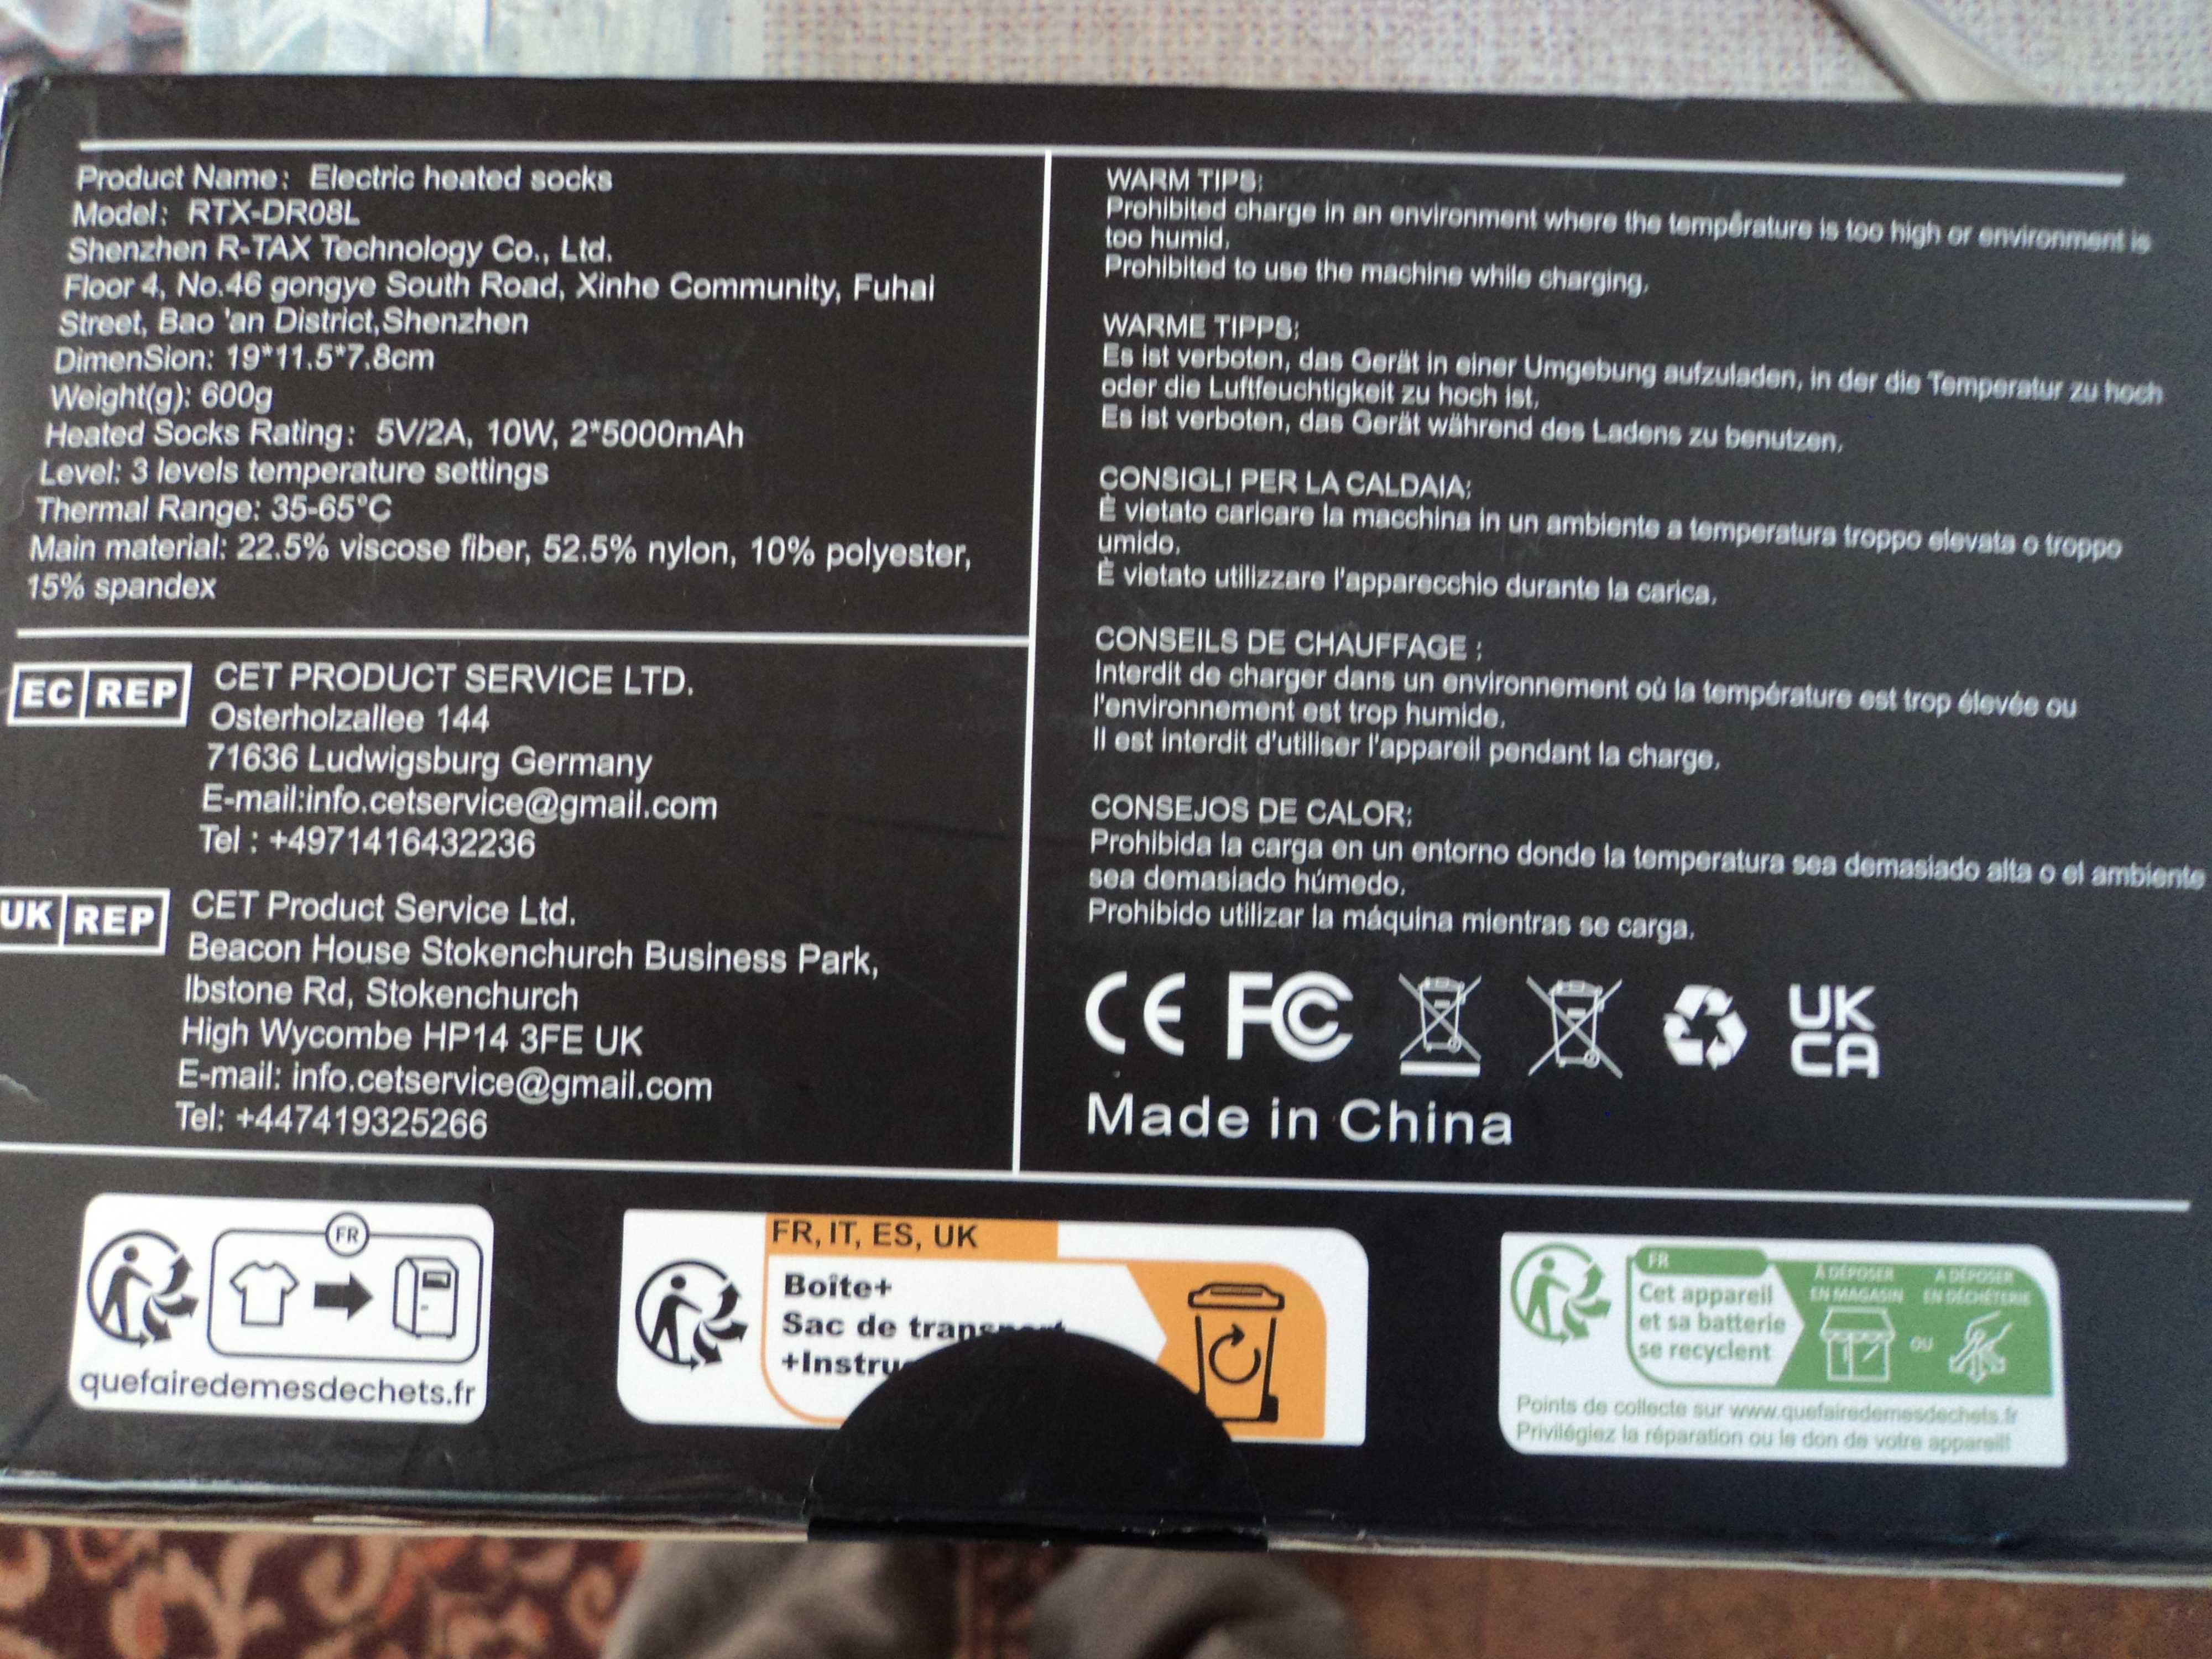 Product Name: Electric heated socks
Model: RTX-DR08L
Shenzhen R-TAX Technology Co., Ltd.
Floor 4, No.46 gongye South Road, Xinhe Community, Fuhai
Street, Bao 'an District,Shenzhen
DimenSion: 19*11.5*7.8cm
Weight(g): 600g
Heated Socks Rating: 5V/2A, 10W, 2*5000mAh
Level: 3 levels temperature settings
Thermal Range: 35-65°C
Main material: 22.5% viscose fiber, 52.5% nylon, 10% polyester,
15% spandex
EC REP
CET PRODUCT SERVICE LTD.
Osterholzallee 144
71636 Ludwigsburg Germany
E-mail:info.cetservice@gmail.com
Tel : +4971416432236
UK REP
CET Product Service Ltd.
Beacon House Stokenchurch Business Park,
Ibstone Rd, Stokenchurch
High Wycombe HP14 3FE UK
E-mail: info.cetservice@gmail.com
Tel: +447419325266
WARM TIPS:
Prohibited charge in an environment where the température is too high or environment is
too humid.
Prohibited to use the machine while charging.
WARME TIPPS:
Es ist verboten, das Gerät in einer Umgebung aufzuladen, in der die Temperatur zu hoch
oder die Luftfeuchtigkeit zu hoch ist.
Es ist verboten, das Gerät während des Ladens zu benutzen.
CONSIGLI PER LA CALDAIA:
È vietato caricare la macchina in un ambiente a temperatura troppo elevata o troppo
umido.
È vietato utilizzare l'apparecchio durante la carica.
CONSEILS DE CHAUFFAGE :
Interdit de charger dans un environnement où la température est trop élevée ou
l'environnement est trop humide.
Il est interdit d'utiliser l'appareil pendant la charge.
CONSEJOS DE CALOR:
Prohibida la carga en un entorno donde la temperatura sea demasiado alta o el ambiente
sea demasiado húmedo.
Prohibido utilizar la máquina mientras se carga.
CE FC UK
CA
Made in China
FR
quefairedemesdechets.fr
FR, IT, ES, UK
Boîte+
Sac de transport
+Instru
FR
Cet appareil
et sa batterie
se recyclent
À DÉPOSER
EN MAGASIN
OU
À DÉPOSER
EN DÉCHÈTERIE
Points de collecte sur www.quefairedemesdechets.fr
Privilégiez la réparation ou le don de votre appareil!